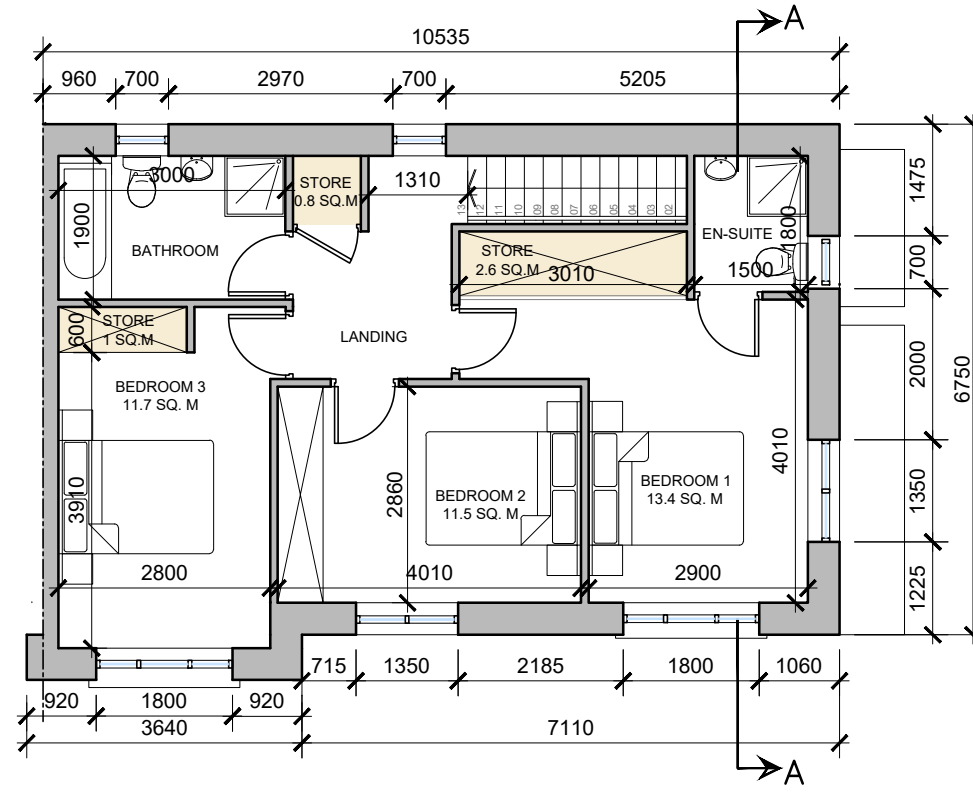 A
10535
960
700
2970
700
5205
3000
STORE
0.8 SQ.M
1310
13
12
11
10
09
08
07
06
05
04
03
02
1475
1900
BATHROOM
STORE
2.6 SQ.M
3010
EN-SUITE
1800
1500
700
STORE
1 SQ.M
600
LANDING
2000
6750
BEDROOM 3
11.7 SQ. M
3910
2860
BEDROOM 2
11.5 SQ. M
BEDROOM 1
13.4 SQ. M
4010
1350
2800
4010
2900
1225
715
1350
2185
1800
1060
920
1800
920
3640
7110
A